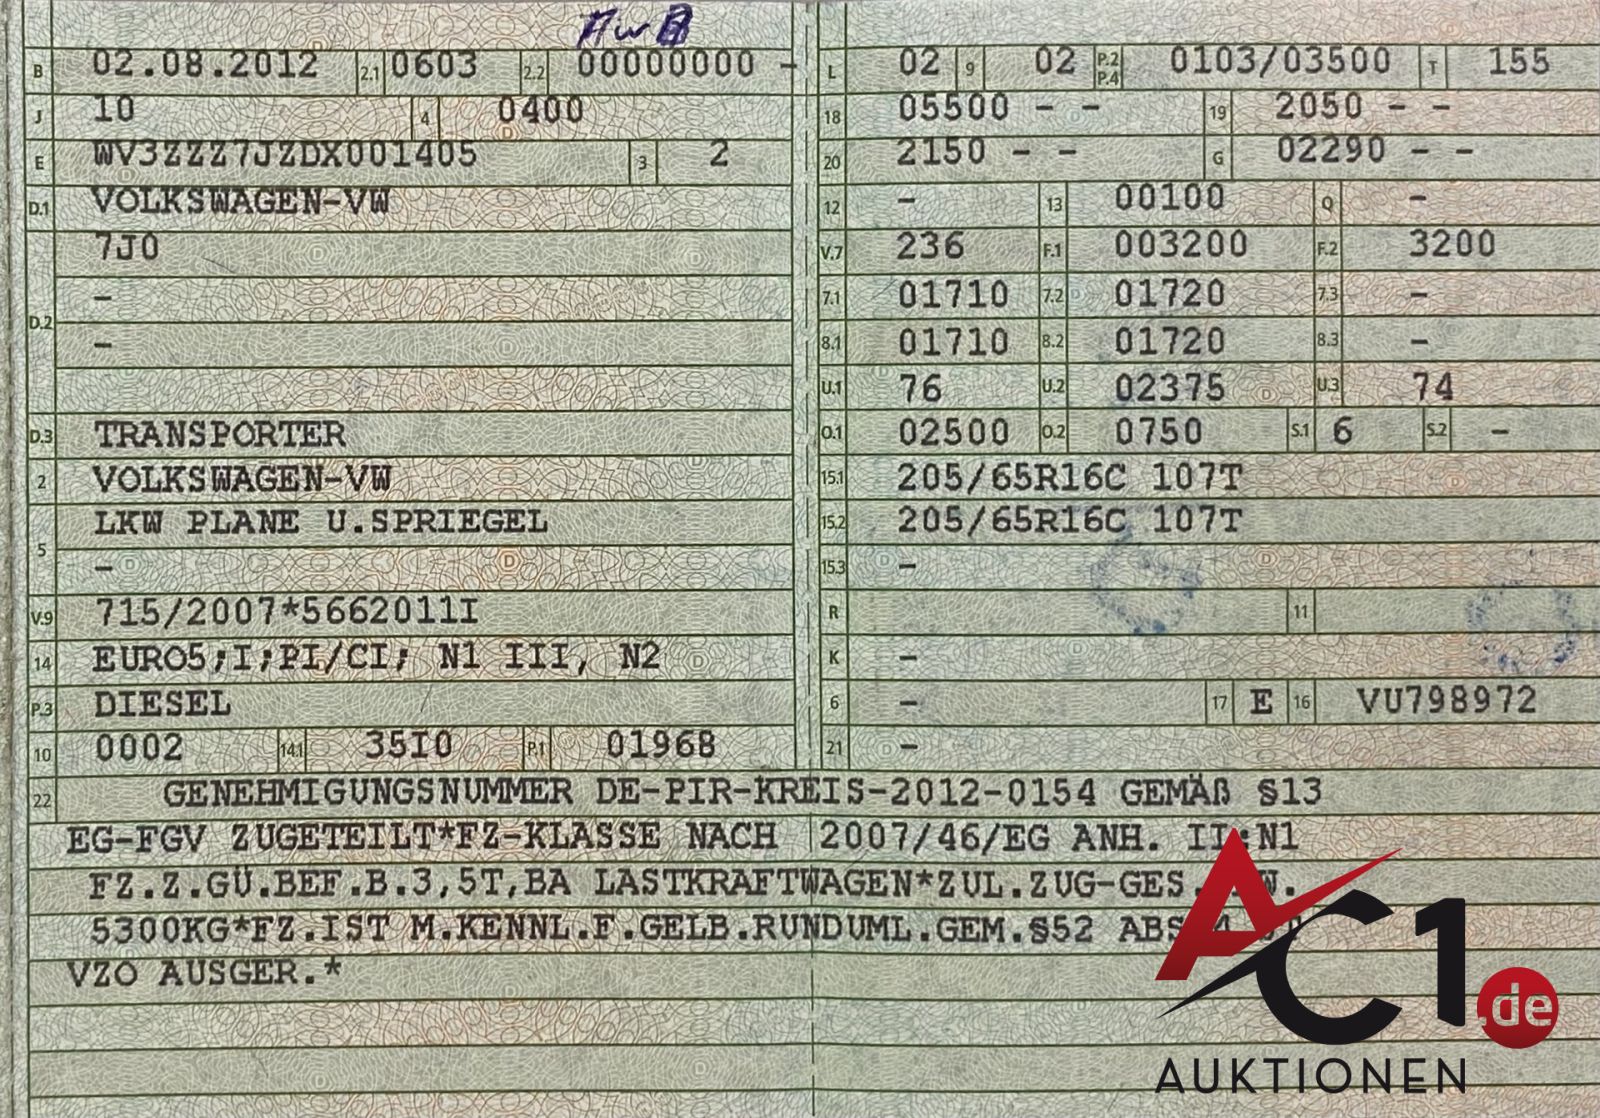 B 02.08.2012 2.1 0603 2.2 00000000 -
J 10 4 0400
E WV3ZZZ7JZDX001405 3 2
D.1 VOLKSWAGEN-VW
7J0
-
D.2
-
D.3 TRANSPORTER
2 VOLKSWAGEN-VW
LKW PLANE U.SPRIEGEL
5
-
V.9 715/2007*5662011I
14 EURO5;I;PI/CI; N1 III, N2
P.3 DIESEL
10 0002 14.1 35I0 P.1 01968
L 02 9 02 P.2 P.4 0103/03500 T 155
18 05500 - - 19 2050 - -
20 2150 - - G 02290 - -
12 - 13 00100 Q -
V.7 236 F.1 003200 F.2 3200
7.1 01710 7.2 01720 7.3 -
8.1 01710 8.2 01720 8.3 -
U.1 76 U.2 02375 U.3 74
O.1 02500 O.2 0750 S.1 6 S.2 -
15.1 205/65R16C 107T
15.2 205/65R16C 107T
15.3 -
R 11
K -
6 - 17 E 16 VU798972
21 -
22 GENEHMIGUNGSNUMMER DE-PIR-KREIS-2012-0154 GEMÄß §13
EG-FGV ZUGETEILT*FZ-KLASSE NACH 2007/46/EG ANH. II:N1
FZ.Z.GÜ.BEF.B.3,5T,BA LASTKRAFTWAGEN*ZUL.ZUG-GES. W.
5300KG*FZ.IST M.KENNL.F.GELB.RUNDUML.GEM.§52 ABS 4
VZO AUSGER.*
AC1.de
AUKTIONEN